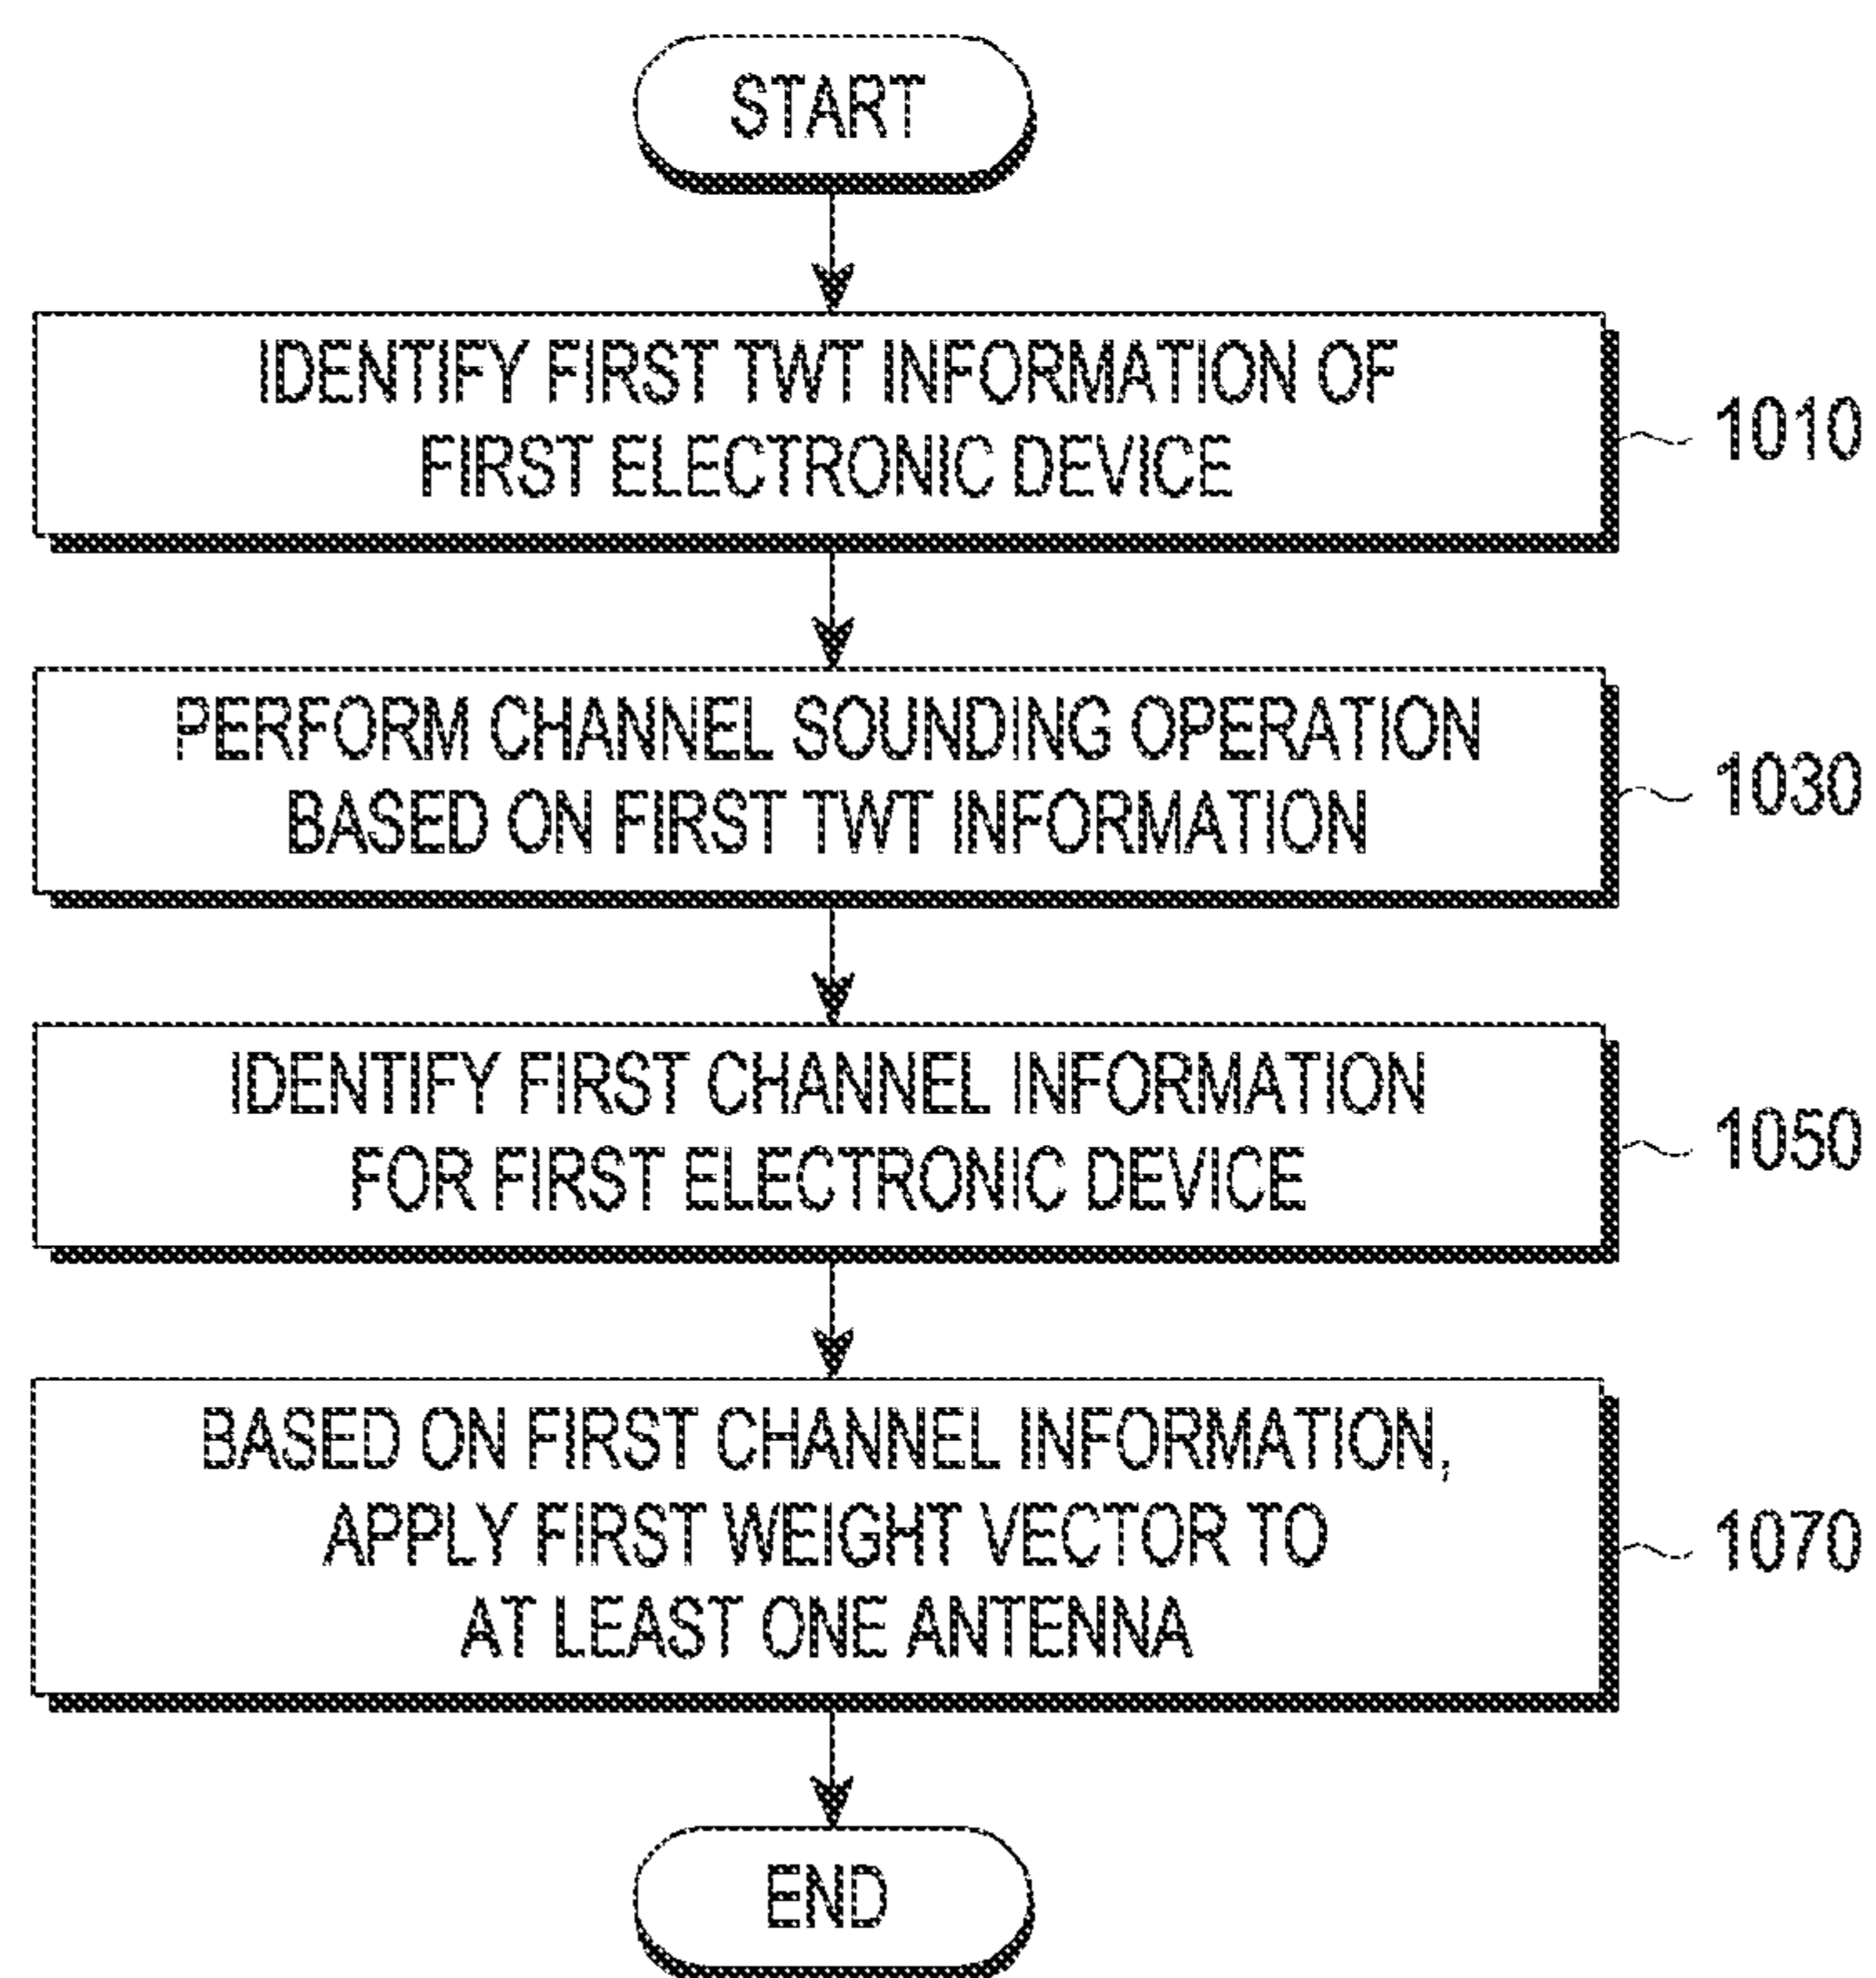 START
IDENTIFY FIRST TWT INFORMATION OF
FIRST ELECTRONIC DEVICE
1010
PERFORM CHANNEL SOUNDING OPERATION
BASED ON FIRST TWT INFORMATION
1030
IDENTIFY FIRST CHANNEL INFORMATION
FOR FIRST ELECTRONIC DEVICE
1050
BASED ON FIRST CHANNEL INFORMATION,
APPLY FIRST WEIGHT VECTOR TO
AT LEAST ONE ANTENNA
1070
END